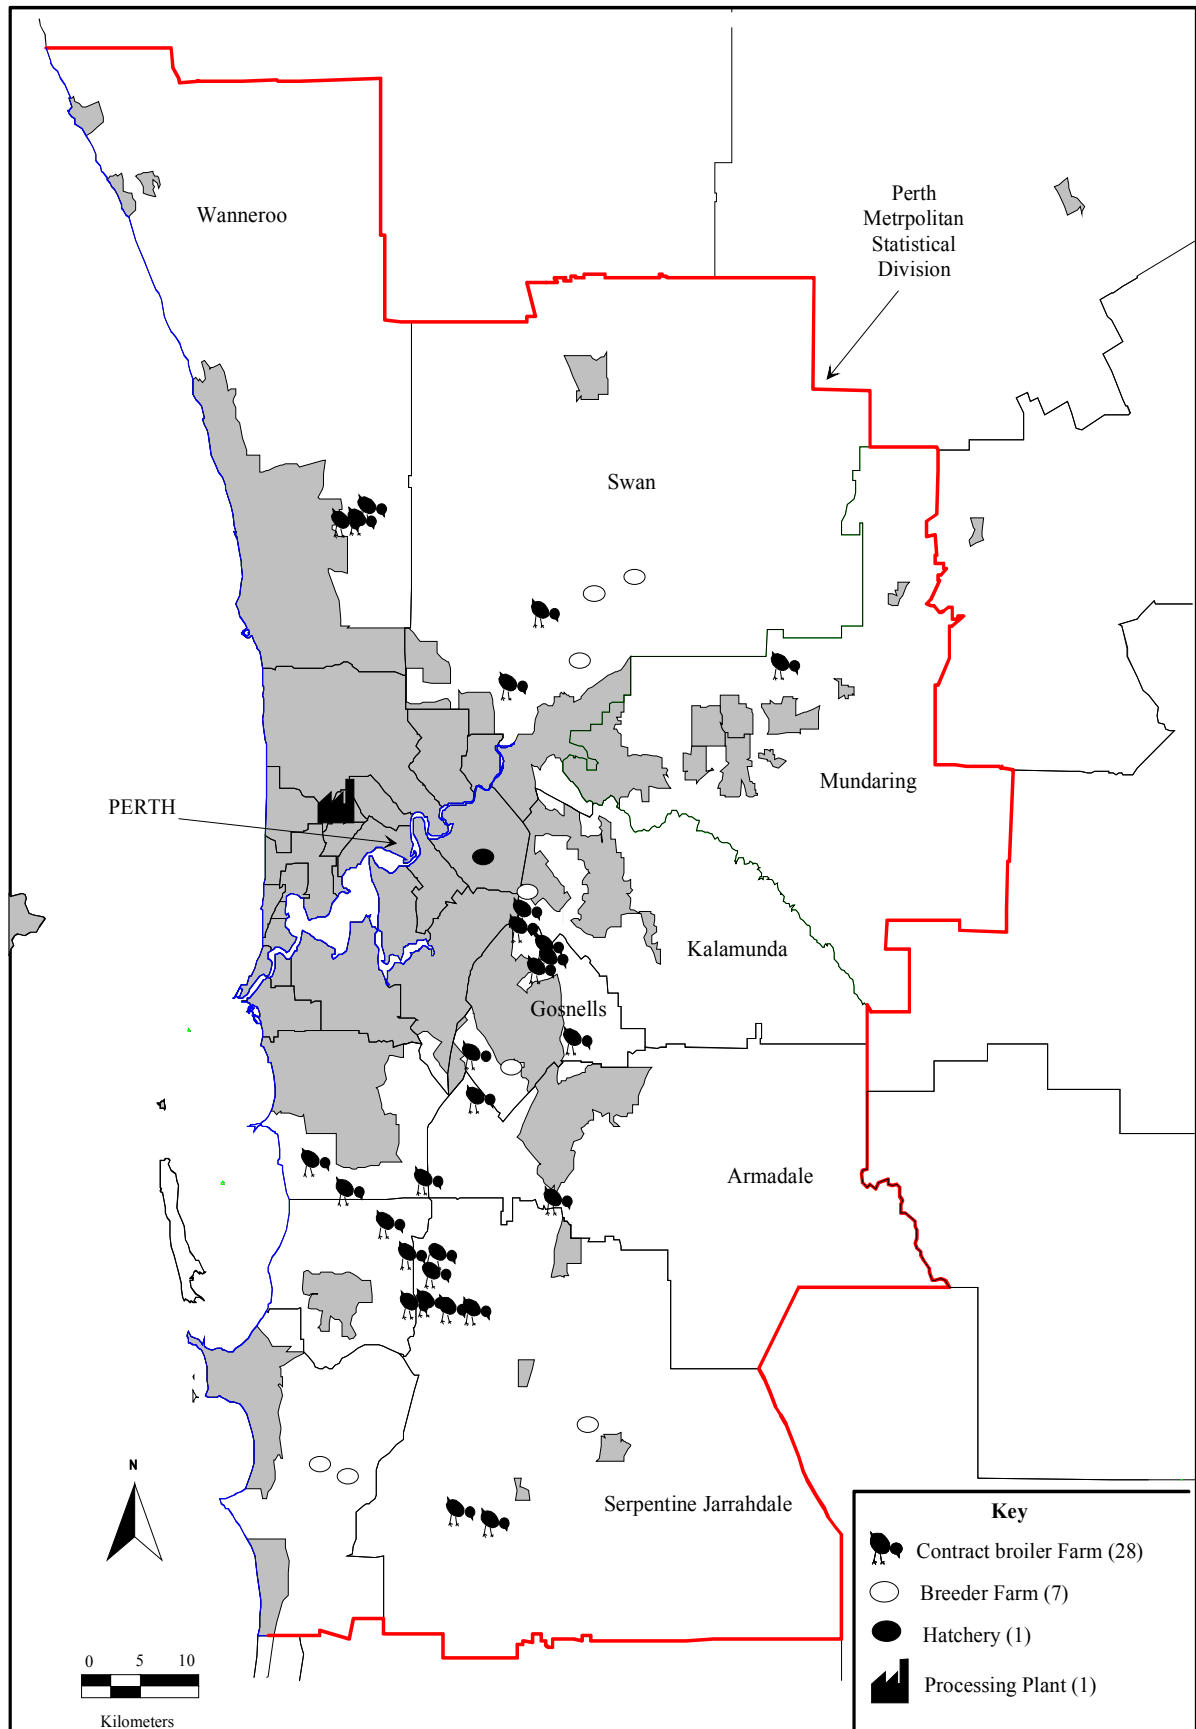 Wanneroo
Perth
Metrpolitan
Statistical
Division
Swan
Mundaring
PERTH
Kalamunda
Gosnells
Armadale
Serpentine Jarrahdale
N
0 5 10
Kilometers
Key
Contract broiler Farm (28)
Breeder Farm (7)
Hatchery (1)
Processing Plant (1)